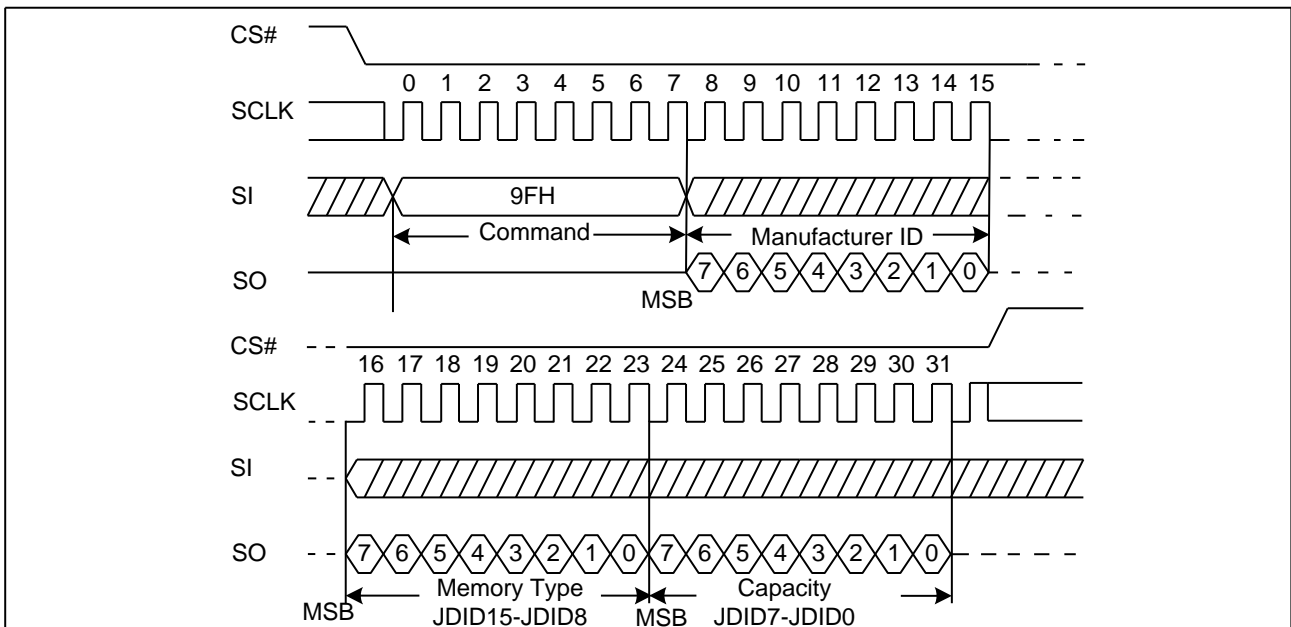 CS#
0 1 2 3 4 5 6 7 8 9 10 11 12 13 14 15
SCLK
SI 9FH
Command Manufacturer ID
SO 7 6 5 4 3 2 1 0
MSB
CS#
16 17 18 19 20 21 22 23 24 25 26 27 28 29 30 31
SCLK
SI
SO 7 6 5 4 3 2 1 0 7 6 5 4 3 2 1 0
Memory Type Capacity
MSB JDID15-JDID8 MSB JDID7-JDID0